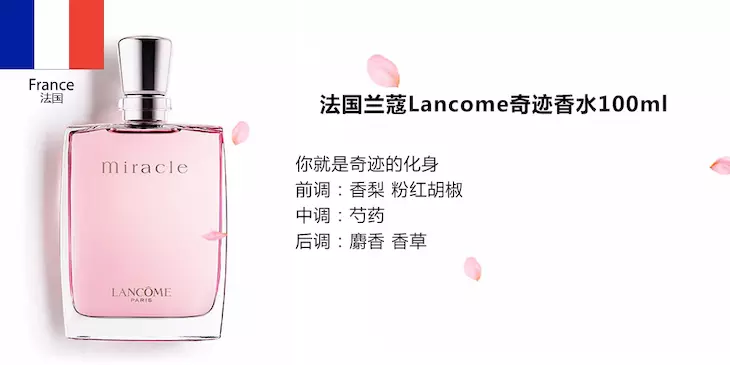 France
法国
miracle
LANCÔME
PARIS
法国兰蔻Lancome奇迹香水100ml
你就是奇迹的化身
前调：香梨 粉红胡椒
中调：芍药
后调：麝香 香草